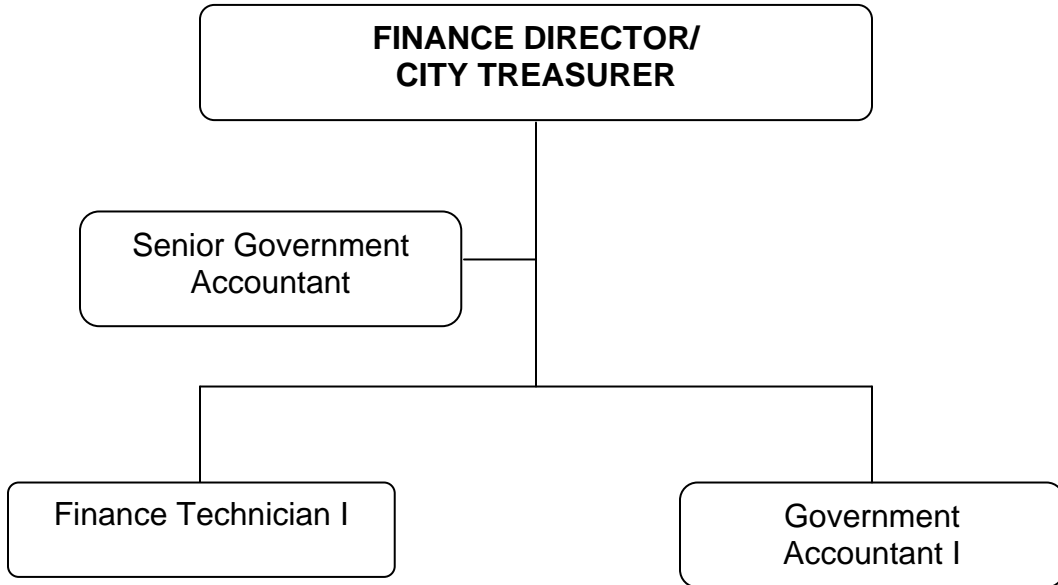 FINANCE DIRECTOR/
CITY TREASURER
Senior Government
Accountant
Finance Technician I
Government
Accountant I